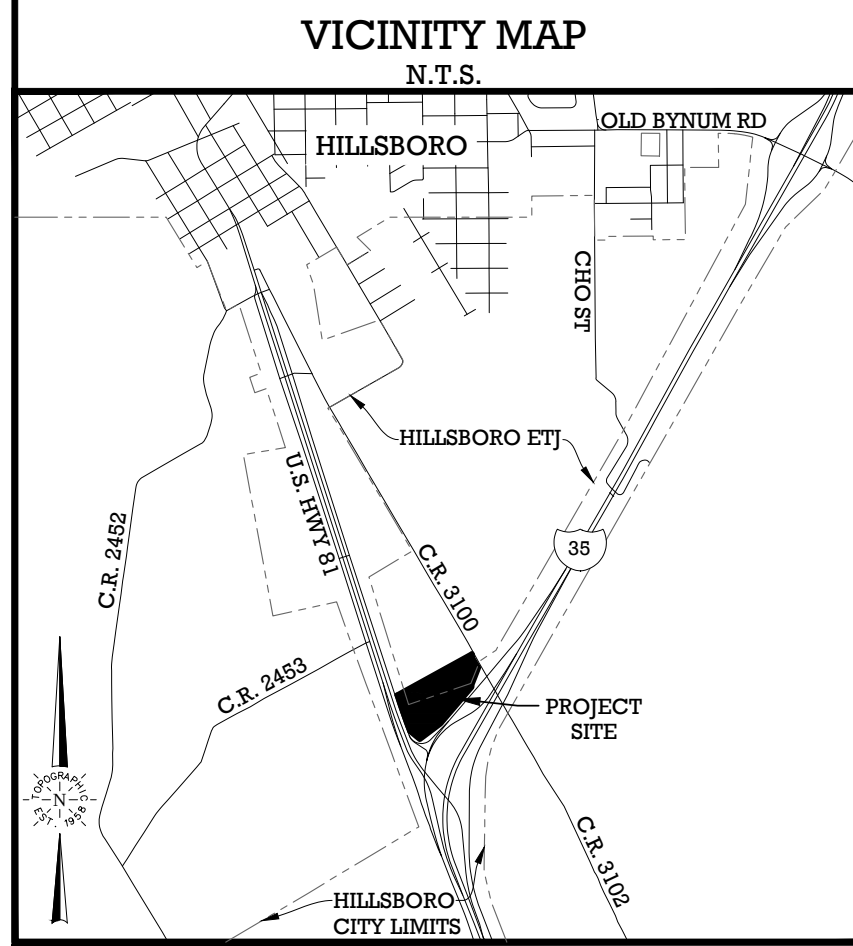 VICINITY MAP
N.T.S.
OLD BYNUM RD
HILLSBORO
CHO ST
HILLSBORO ETJ
U.S. HWY 81
C.R. 2452
35
C.R. 3100
C.R. 2453
PROJECT
SITE
TOPOGRAPHIC
N
EST. 1958
C.R. 3102
HILLSBORO
CITY LIMITS